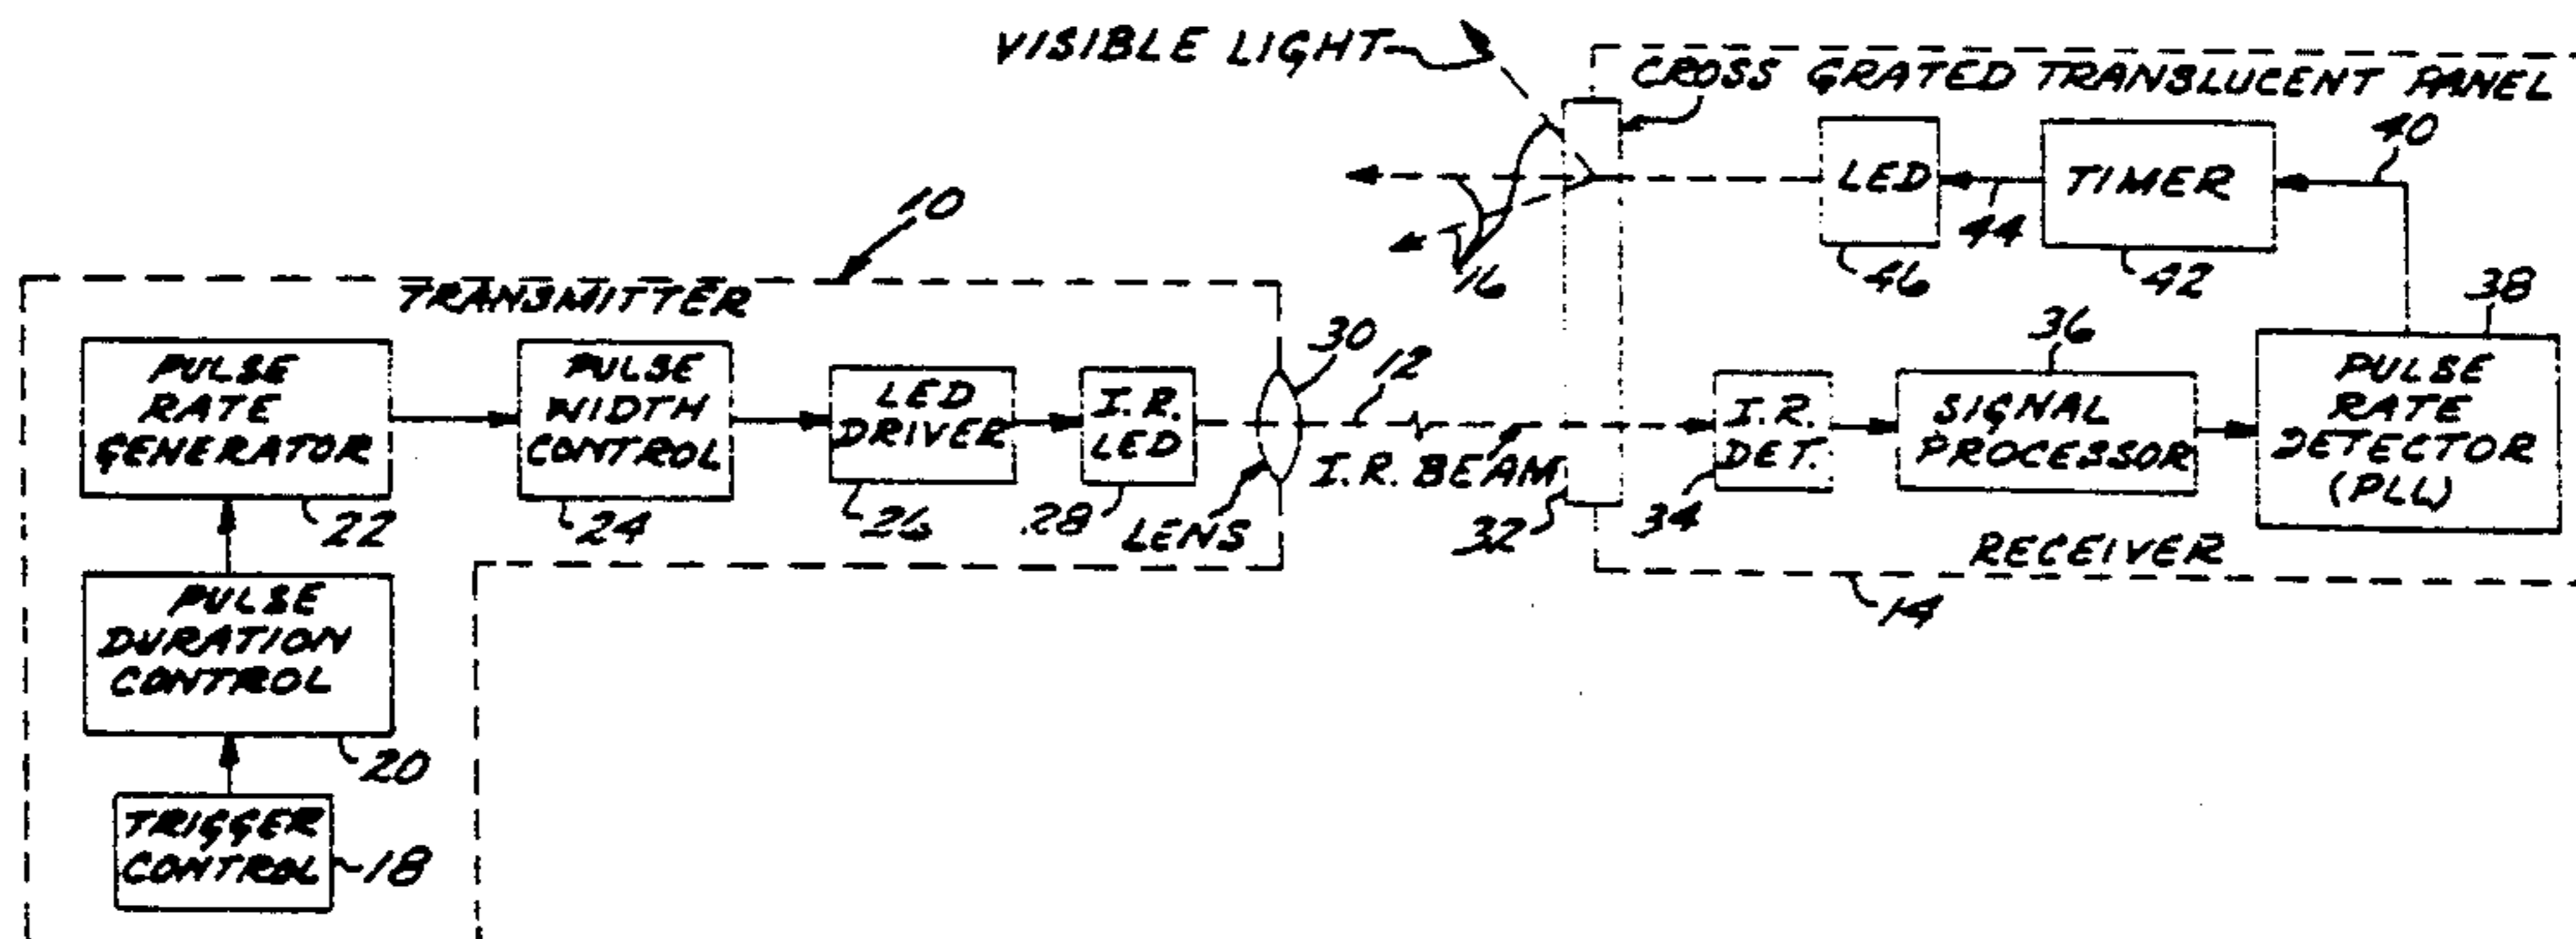 VISIBLE LIGHT
CROSS GRATED TRANSLUCENT PANEL
40
LED
TIMER
44
16
46
42
38
10
TRANSMITTER
PULSE
RATE
GENERATOR
22
PULSE
WIDTH
CONTROL
24
LED
DRIVER
26
I.R.
LED
28
30
LENS
12
I.R. BEAM
32
I.R.
DET.
34
36
SIGNAL
PROCESSOR
PULSE
RATE
DETECTOR
(PLL)
RECEIVER
14
PULSE
DURATION
CONTROL
20
TRIGGER
CONTROL
18